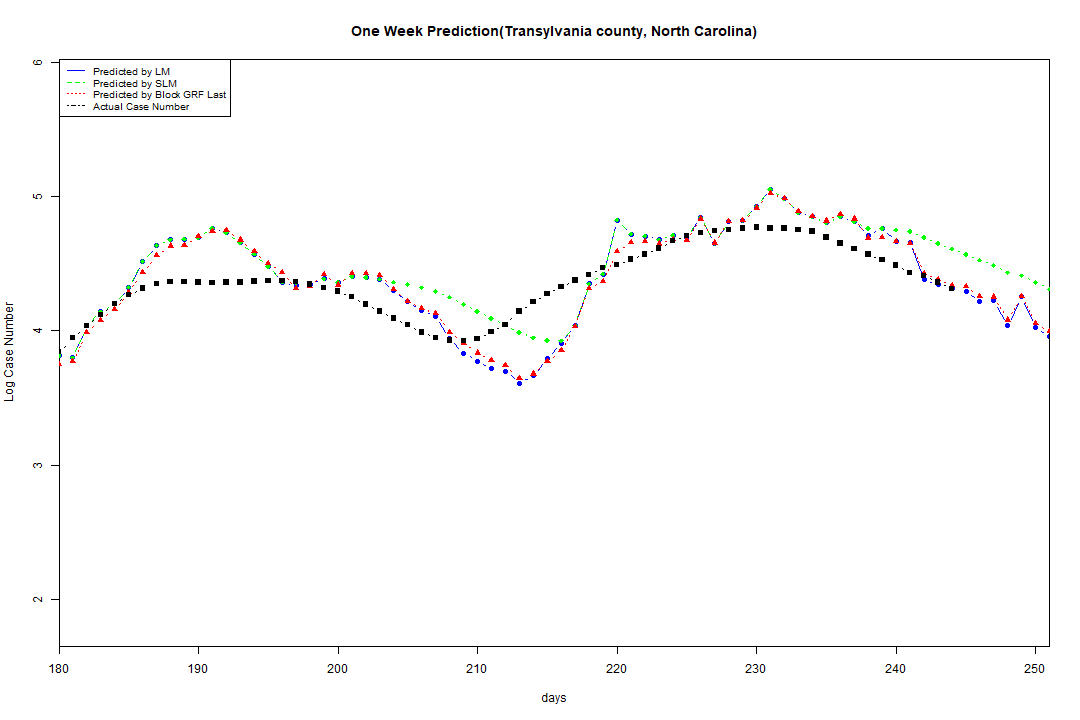 One Week Prediction(Transylvania county, North Carolina)
Predicted by LM
Predicted by SLM
Predicted by Block GRF Last
Actual Case Number
6
5
4
3
2
Log Case Number
180 190 200 210 220 230 240 250
days